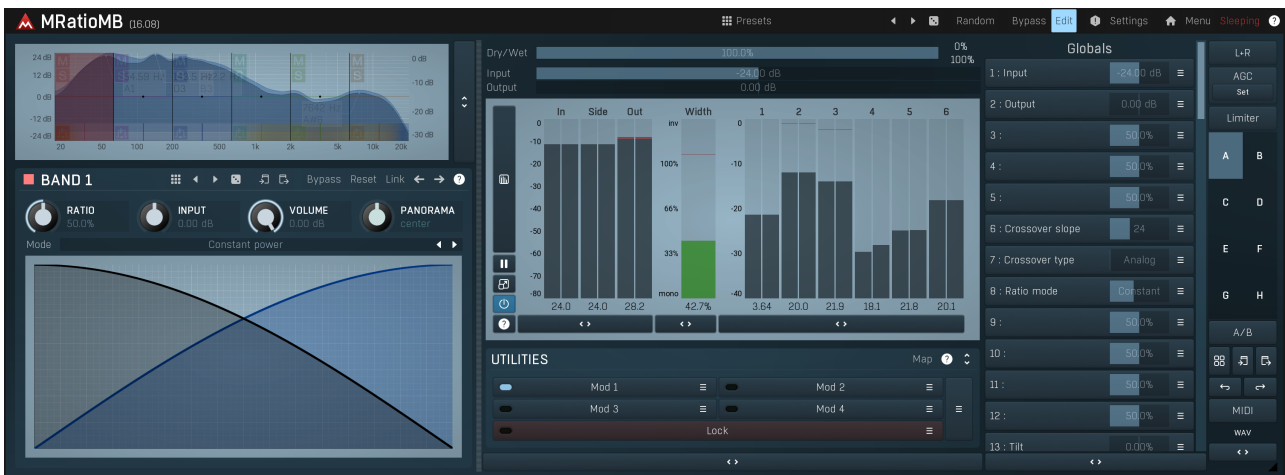 MRatioMB (16.08) Presets Random Bypass Edit Settings Menu Sleeping ?
24 dB M S M S M S M S M S 0 dB
12 dB
-10 dB
0 dB
-20 dB
-12 dB
-24 dB -30 dB
20 50 100 200 500 1k 2k 5k 10k 20k
BAND 1 Bypass Reset Link ?
RATIO 50.0% INPUT 0.00 dB VOLUME 0.00 dB PANORAMA center
Mode Constant power
Dry/Wet 100.0% 0% 100%
Input -24.00 dB
Output 0.00 dB
In Side Out Width 1 2 3 4 5 6
0 inv 0
-10
-20 100% -10
-30
-40 66% -20
-50
-60 33% -30
-70
-80 mono -40
24.0 24.0 28.2 42.7% 3.64 20.0 21.9 18.1 21.8 20.1
?
UTILITIES Map ?
Mod 1 Mod 2
Mod 3 Mod 4
Lock
Globals
1 : Input -24.00 dB
2 : Output 0.00 dB
3 : 50.0%
4 : 50.0%
5 : 50.0%
6 : Crossover slope 24
7 : Crossover type Analog
8 : Ratio mode Constant
9 : 50.0%
10 : 50.0%
11 : 50.0%
12 : 50.0%
13 : Tilt 0.00%
L+R
AGC
Set
Limiter
A B
C D
E F
G H
A/B
MIDI
WAV